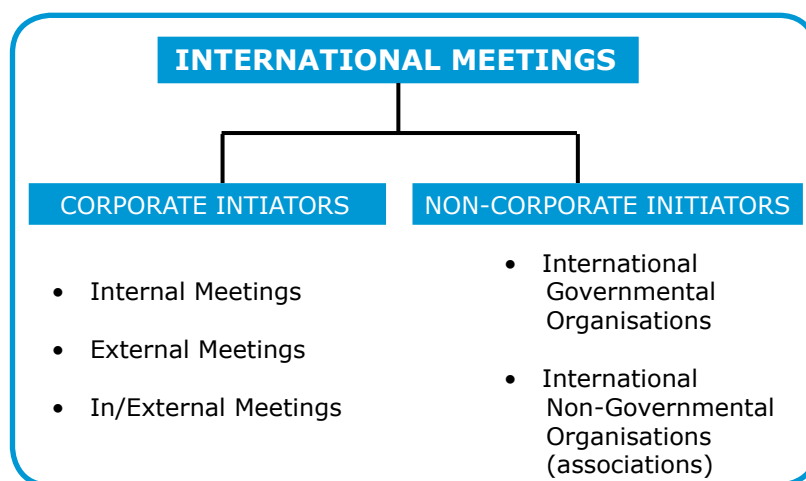 INTERNATIONAL MEETINGS
CORPORATE INTIATORS
• Internal Meetings
• External Meetings
• In/External Meetings
NON-CORPORATE INITIATORS
• International
Governmental
Organisations
• International
Non-Governmental
Organisations
(associations)